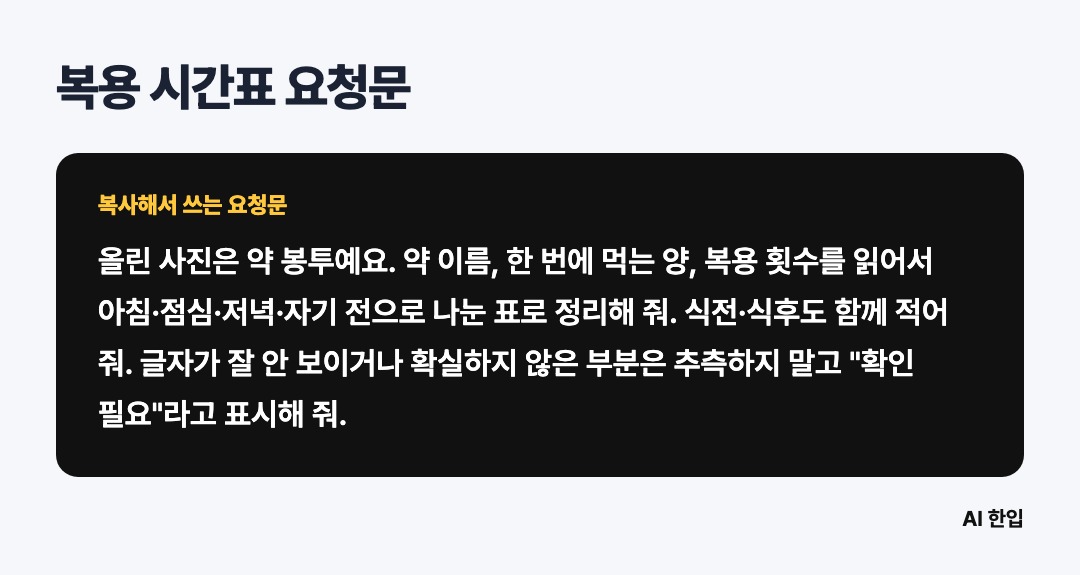 복용 시간표 요청문
복사해서 쓰는 요청문
올린 사진은 약 봉투예요. 약 이름, 한 번에 먹는 양, 복용 횟수를 읽어서
아침·점심·저녁·자기 전으로 나눈 표로 정리해 줘. 식전·식후도 함께 적어
줘. 글자가 잘 안 보이거나 확실하지 않은 부분은 추측하지 말고 "확인
필요"라고 표시해 줘.
AI 한입